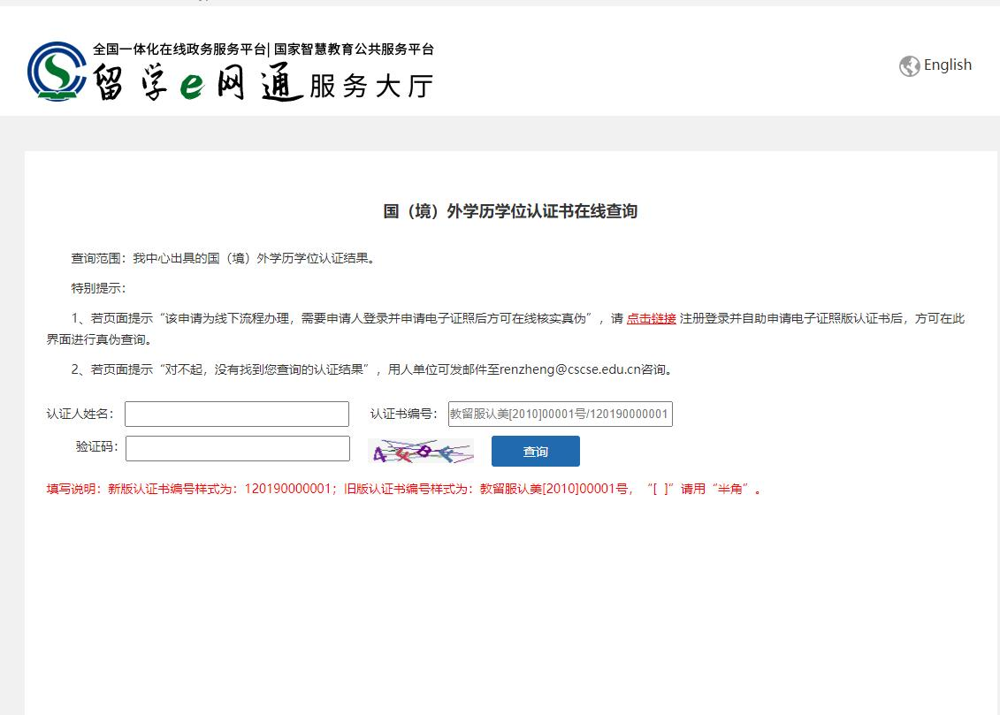 全国一体化在线政务服务平台| 国家智慧教育公共服务平台
留学e网通服务大厅
English
国（境）外学历学位认证书在线查询
查询范围：我中心出具的国（境）外学历学位认证结果。
特别提示：
1、若页面提示“该申请为线下流程办理，需要申请人登录并申请电子证照后方可在线核实真伪”，请 点击链接 注册登录并自助申请电子证照版认证书后，方可在此
界面进行真伪查询。
2、若页面提示“对不起，没有找到您查询的认证结果”，用人单位可发邮件至renzheng@cscse.edu.cn咨询。
认证人姓名： 认证书编号： 教留服认美[2010]00001号/120190000001
验证码： 查询
填写说明：新版认证书编号样式为：120190000001；旧版认证书编号样式为：教留服认美[2010]00001号，“[ ]”请用“半角”。